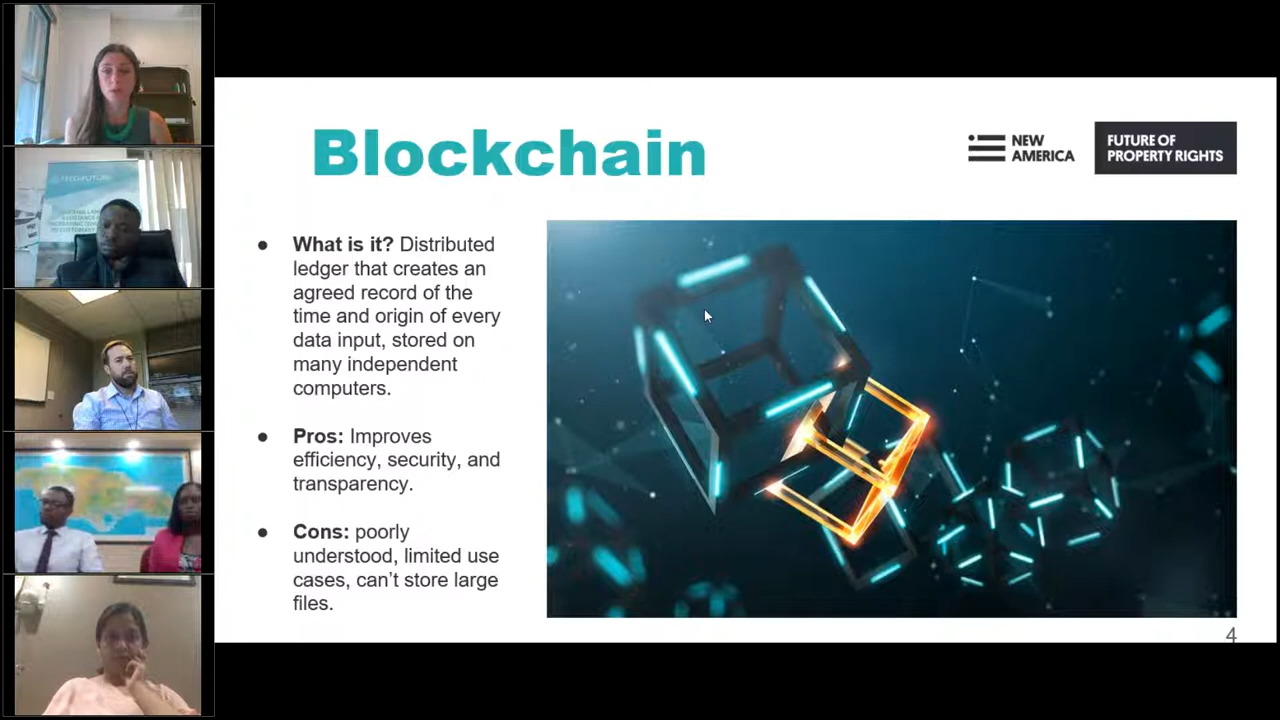 Blockchain
NEW
AMERICA
FUTURE OF
PROPERTY RIGHTS
● What is it? Distributed
ledger that creates an
agreed record of the
time and origin of every
data input, stored on
many independent
computers.
● Pros: Improves
efficiency, security, and
transparency.
● Cons: poorly
understood, limited use
cases, can’t store large
files.
4